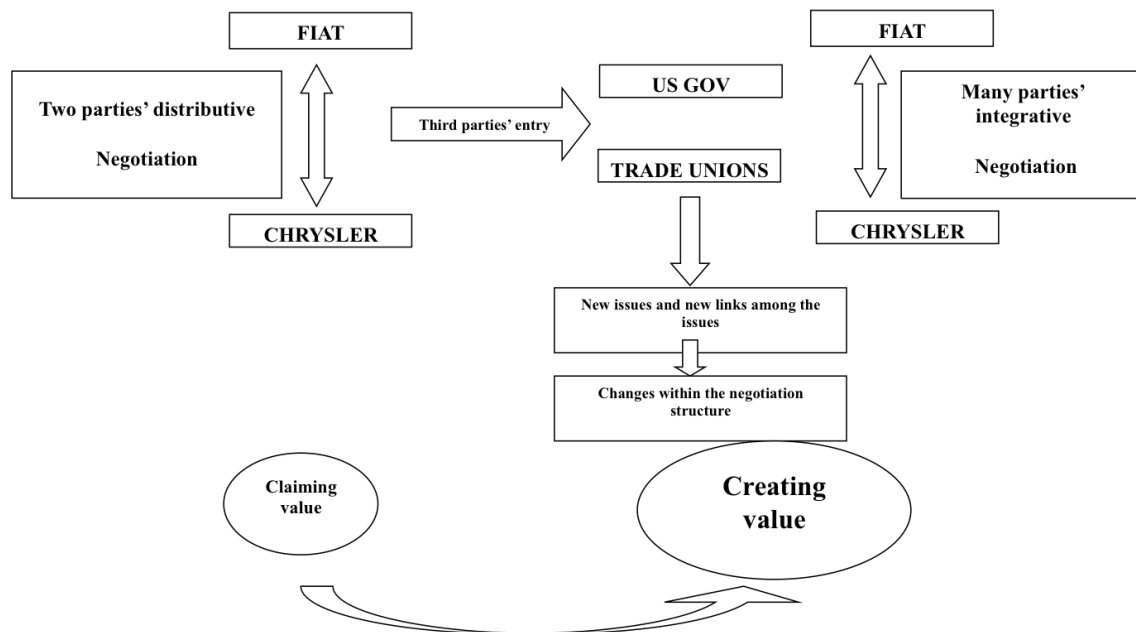 FIAT
Two parties’ distributive
Negotiation
CHRYSLER
Third parties’ entry
US GOV
TRADE UNIONS
FIAT
Many parties’
integrative
Negotiation
CHRYSLER
New issues and new links among the
issues
Changes within the negotiation
structure
Claiming
value
Creating
value